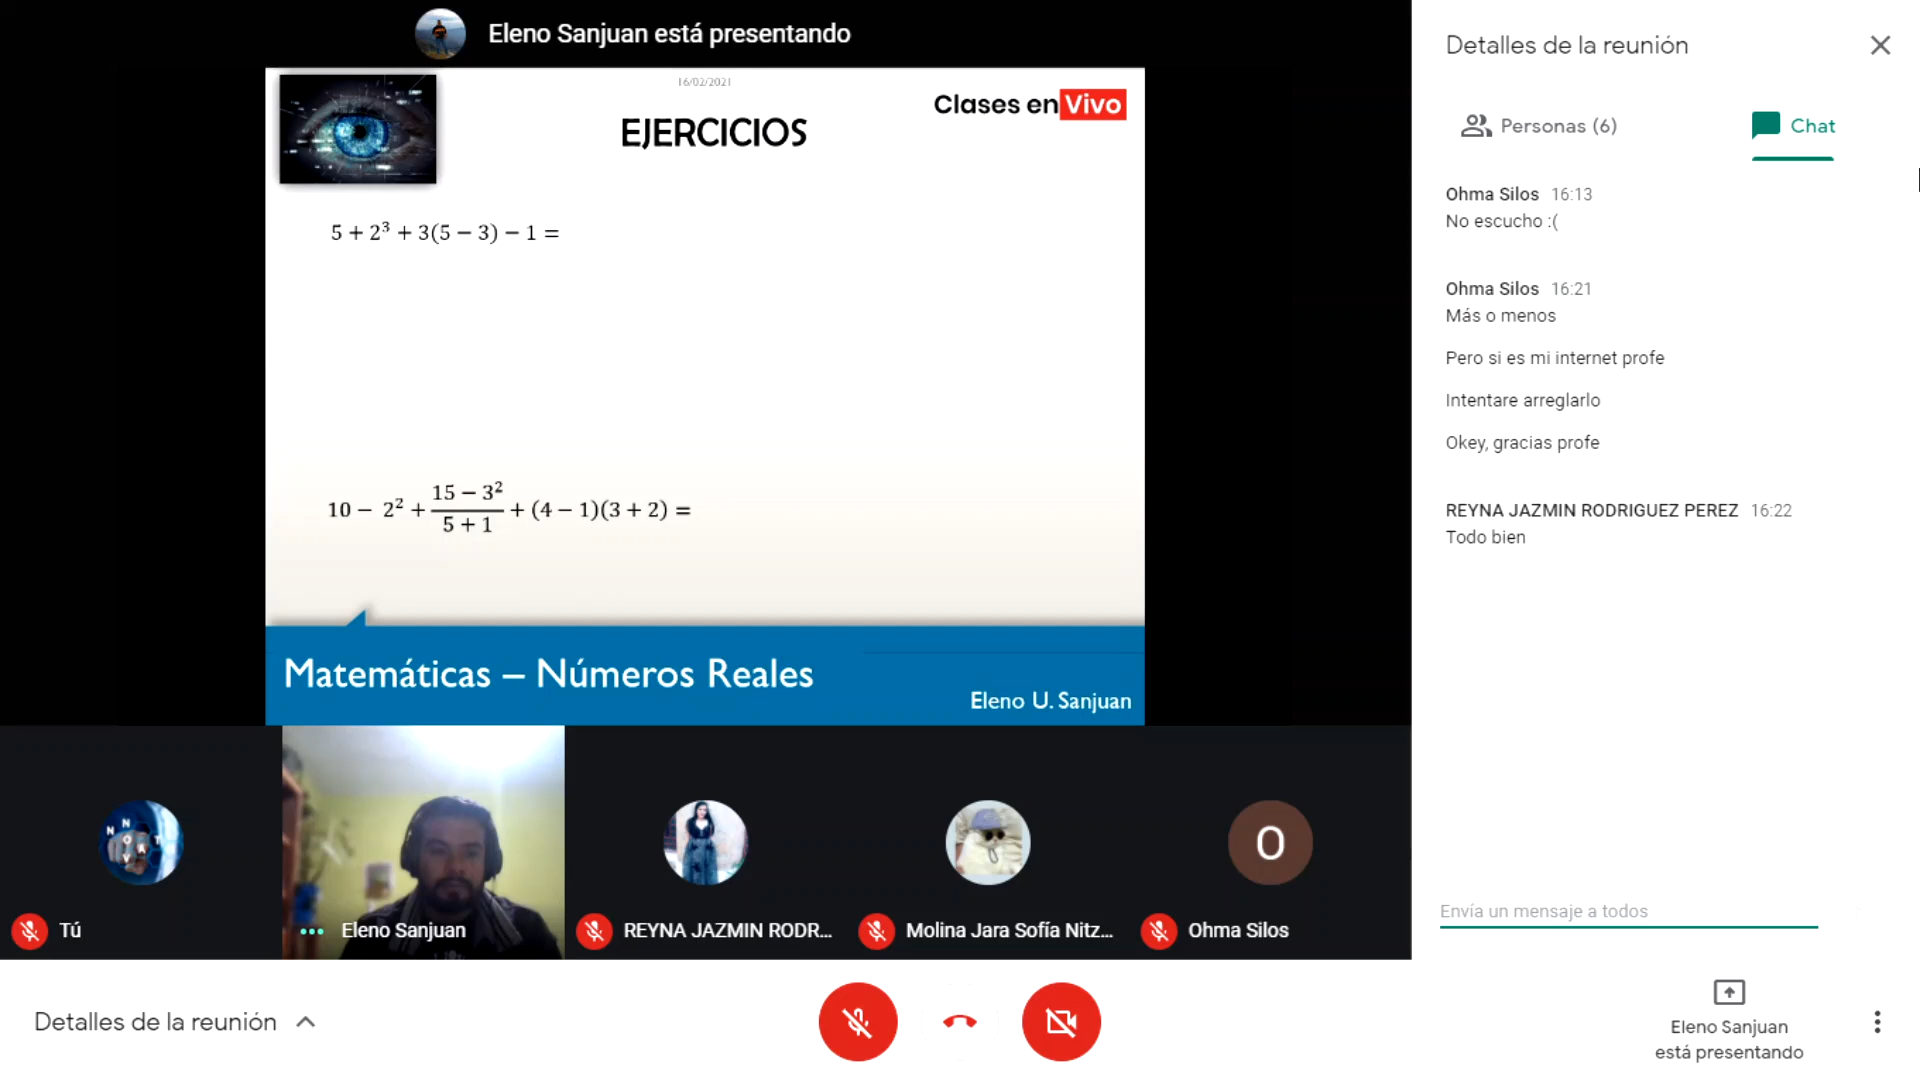 Eleno Sanjuan está presentando
16/02/2021
Clases en Vivo
EJERCICIOS
5 + 2³ + 3(5 − 3) − 1 =
10 − 2² + (15 − 3²)/(5 + 1) + (4 − 1)(3 + 2) =
Matemáticas – Números Reales
Eleno U. Sanjuan
Tú
Eleno Sanjuan
REYNA JAZMIN RODR...
Molina Jara Sofía Nitz...
O
Ohma Silos
Detalles de la reunión
Personas (6)
Chat
Ohma Silos 16:13
No escucho :(
Ohma Silos 16:21
Más o menos
Pero si es mi internet profe
Intentare arreglarlo
Okey, gracias profe
REYNA JAZMIN RODRIGUEZ PEREZ 16:22
Todo bien
Envía un mensaje a todos
Detalles de la reunión
Eleno Sanjuan
está presentando